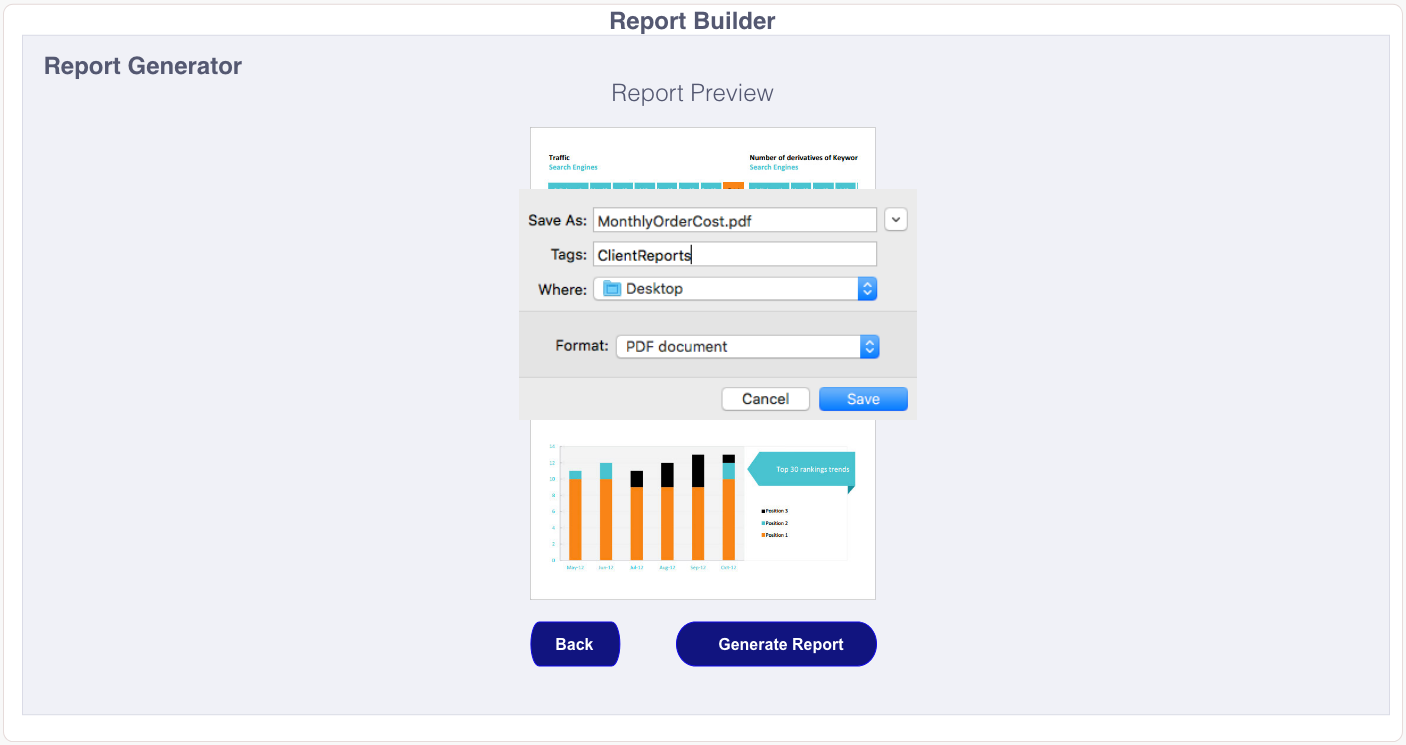 Report Builder
Report Generator
Report Preview
Traffic
Search Engines
Number of derivatives of Keywor
Search Engines
Save As: MonthlyOrderCost.pdf
Tags: ClientReports
Where: Desktop
Format: PDF document
Cancel Save
14
12
10
8
6
4
2
0
May-12 Jun-12 Jul-12 Aug-12 Sep-12 Oct-12
Top 30 rankings trends
Position 3
Position 2
Position 1
Back Generate Report